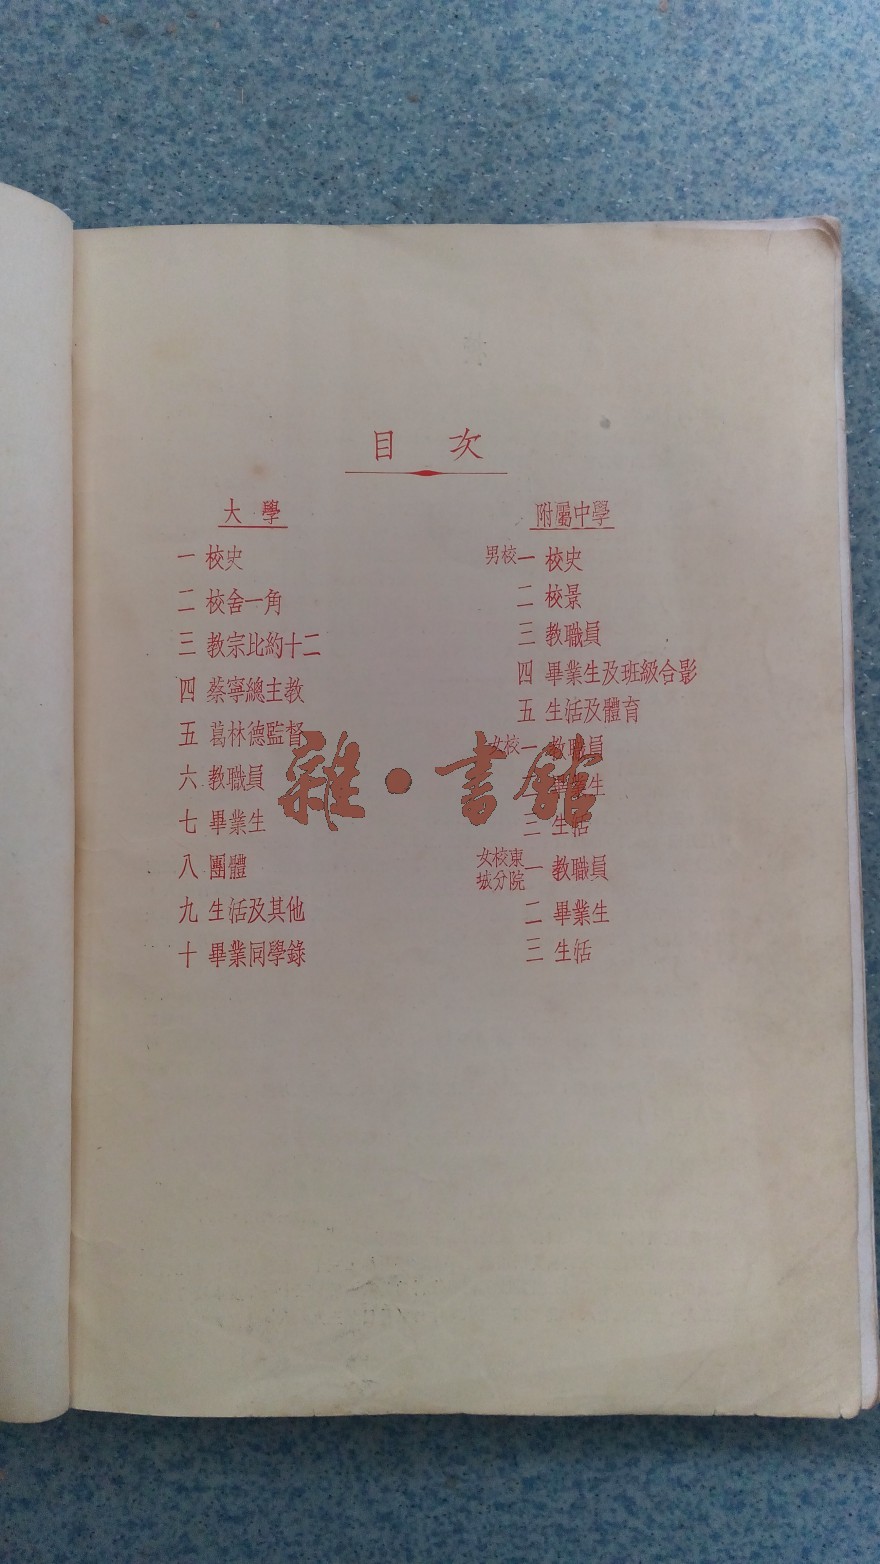 目次
大學
一 校史
二 校舍一角
三 教宗比約十二
四 蔡寧總主教
五 葛林德監督
六 教職員
七 畢業生
八 團體
九 生活及其他
十 畢業同學錄
附屬中學
男校 一 校史
二 校景
三 教職員
四 畢業生及班級合影
五 生活及體育
女校 一 教職員
二 畢業生
三 生活
女校東城分院 一 教職員
二 畢業生
三 生活
雜·書館